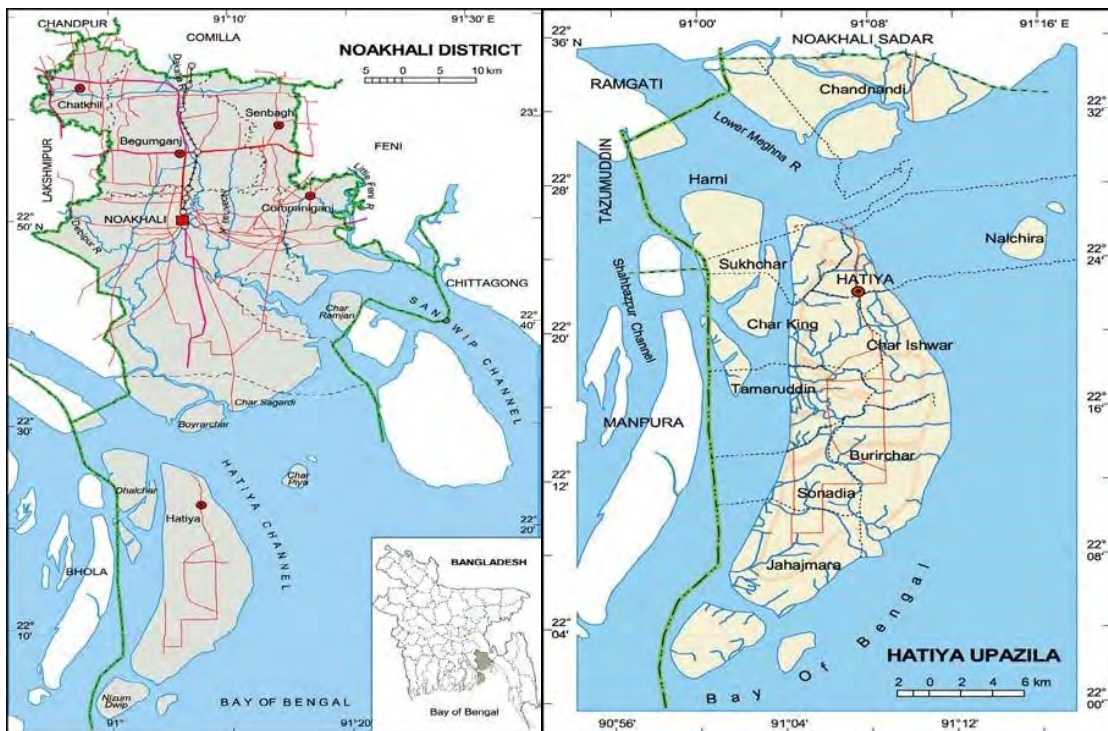 CHANDPUR
COMILLA
91°10'
91°30' E
NOAKHALI DISTRICT
5 0 5 10 km
Chatkhil
Dakatia R
Senbagh
23°
Begumganj
FENI
LAKSHMIPUR
Little Feni R
Companiganj
22°
50' N
NOAKHALI
Noakhali K
Debipur R
CHITTAGONG
Char
Ramjan
SANDWIP CHANNEL
22°
40'
Char Sagardi
Boyrarchar
22°
30'
HATIYA CHANNEL
Char
Piya
Dhalchar
Hatiya
22°
20'
BHOLA
BANGLADESH
22°
10'
Nizum
Dwip
BAY OF BENGAL
Bay of Bengal
91°
91°20'
91°00'
91°08'
91°16' E
22°
36' N
NOAKHALI SADAR
RAMGATI
Chandnandi
22°
32'
Lower Meghna R
TAZUMUDDIN
22°
28'
Harni
Nalchira
Sukhchar
22°
24'
HATIYA
Shahbazpur Channel
Char King
22°
20'
Char Ishwar
Tamaruddin
22°
16'
MANPURA
Burirchar
22°
12'
Sonadia
22°
08'
Jahajmara
22°
04'
Bay Of Bengal
HATIYA UPAZILA
2 0 2 4 6 km
22°
00'
90°56'
91°04'
91°12'